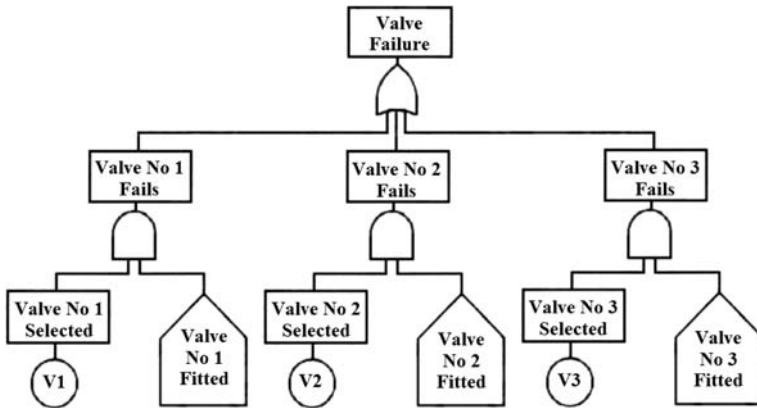 Valve
Failure
Valve No 1
Fails
Valve No 2
Fails
Valve No 3
Fails
Valve No 1
Selected
Valve
No 1
Fitted
Valve No 2
Selected
Valve
No 2
Fitted
Valve No 3
Selected
Valve
No 3
Fitted
V1
V2
V3